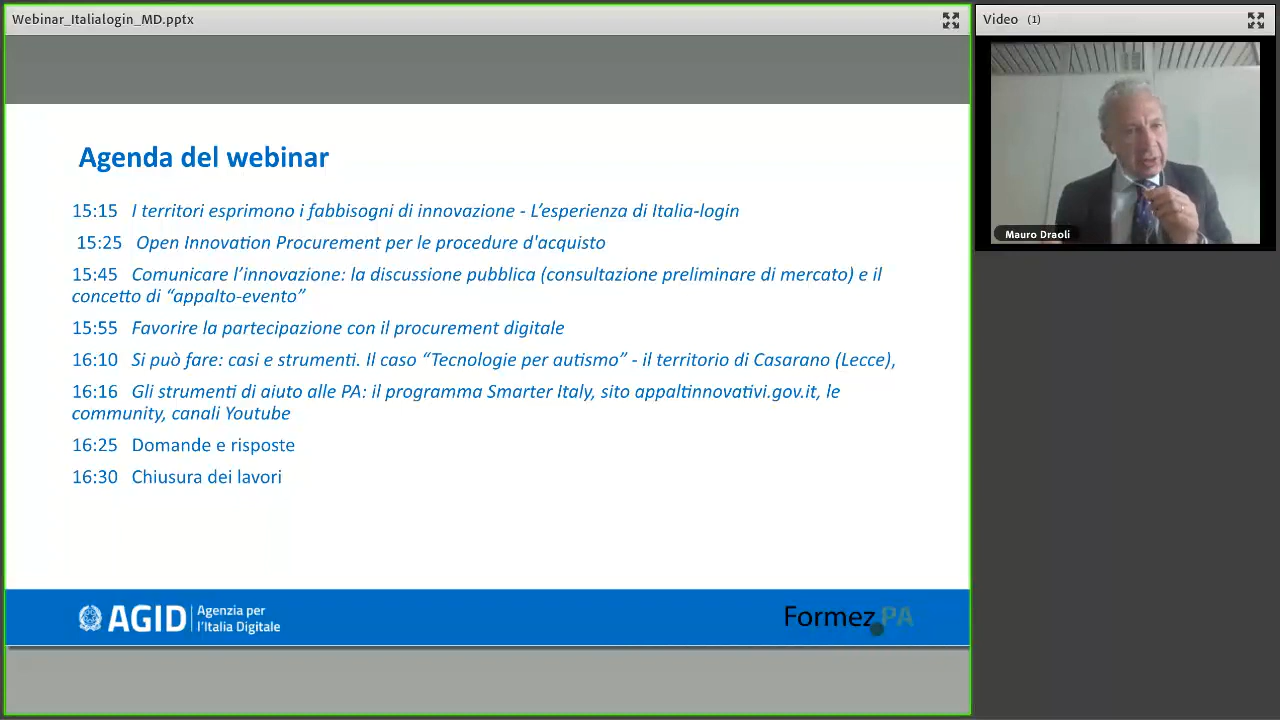 Webinar_Italialogin_MD.pptx
Video (1)
Mauro Draoli
Agenda del webinar
15:15 I territori esprimono i fabbisogni di innovazione - L’esperienza di Italia-login
15:25 Open Innovation Procurement per le procedure d'acquisto
15:45 Comunicare l’innovazione: la discussione pubblica (consultazione preliminare di mercato) e il
concetto di “appalto-evento”
15:55 Favorire la partecipazione con il procurement digitale
16:10 Si può fare: casi e strumenti. Il caso “Tecnologie per autismo” - il territorio di Casarano (Lecce),
16:16 Gli strumenti di aiuto alle PA: il programma Smarter Italy, sito appaltinnovativi.gov.it, le
community, canali Youtube
16:25 Domande e risposte
16:30 Chiusura dei lavori
AGID Agenzia per
l’Italia Digitale
Formez PA